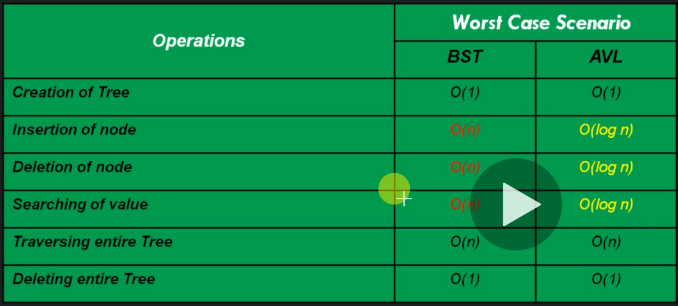 Operations
Worst Case Scenario
BST AVL
Creation of Tree O(1) O(1)
Insertion of node O(n) O(log n)
Deletion of node O(n) O(log n)
Searching of value O(n) O(log n)
Traversing entire Tree O(n) O(n)
Deleting entire Tree O(1) O(1)